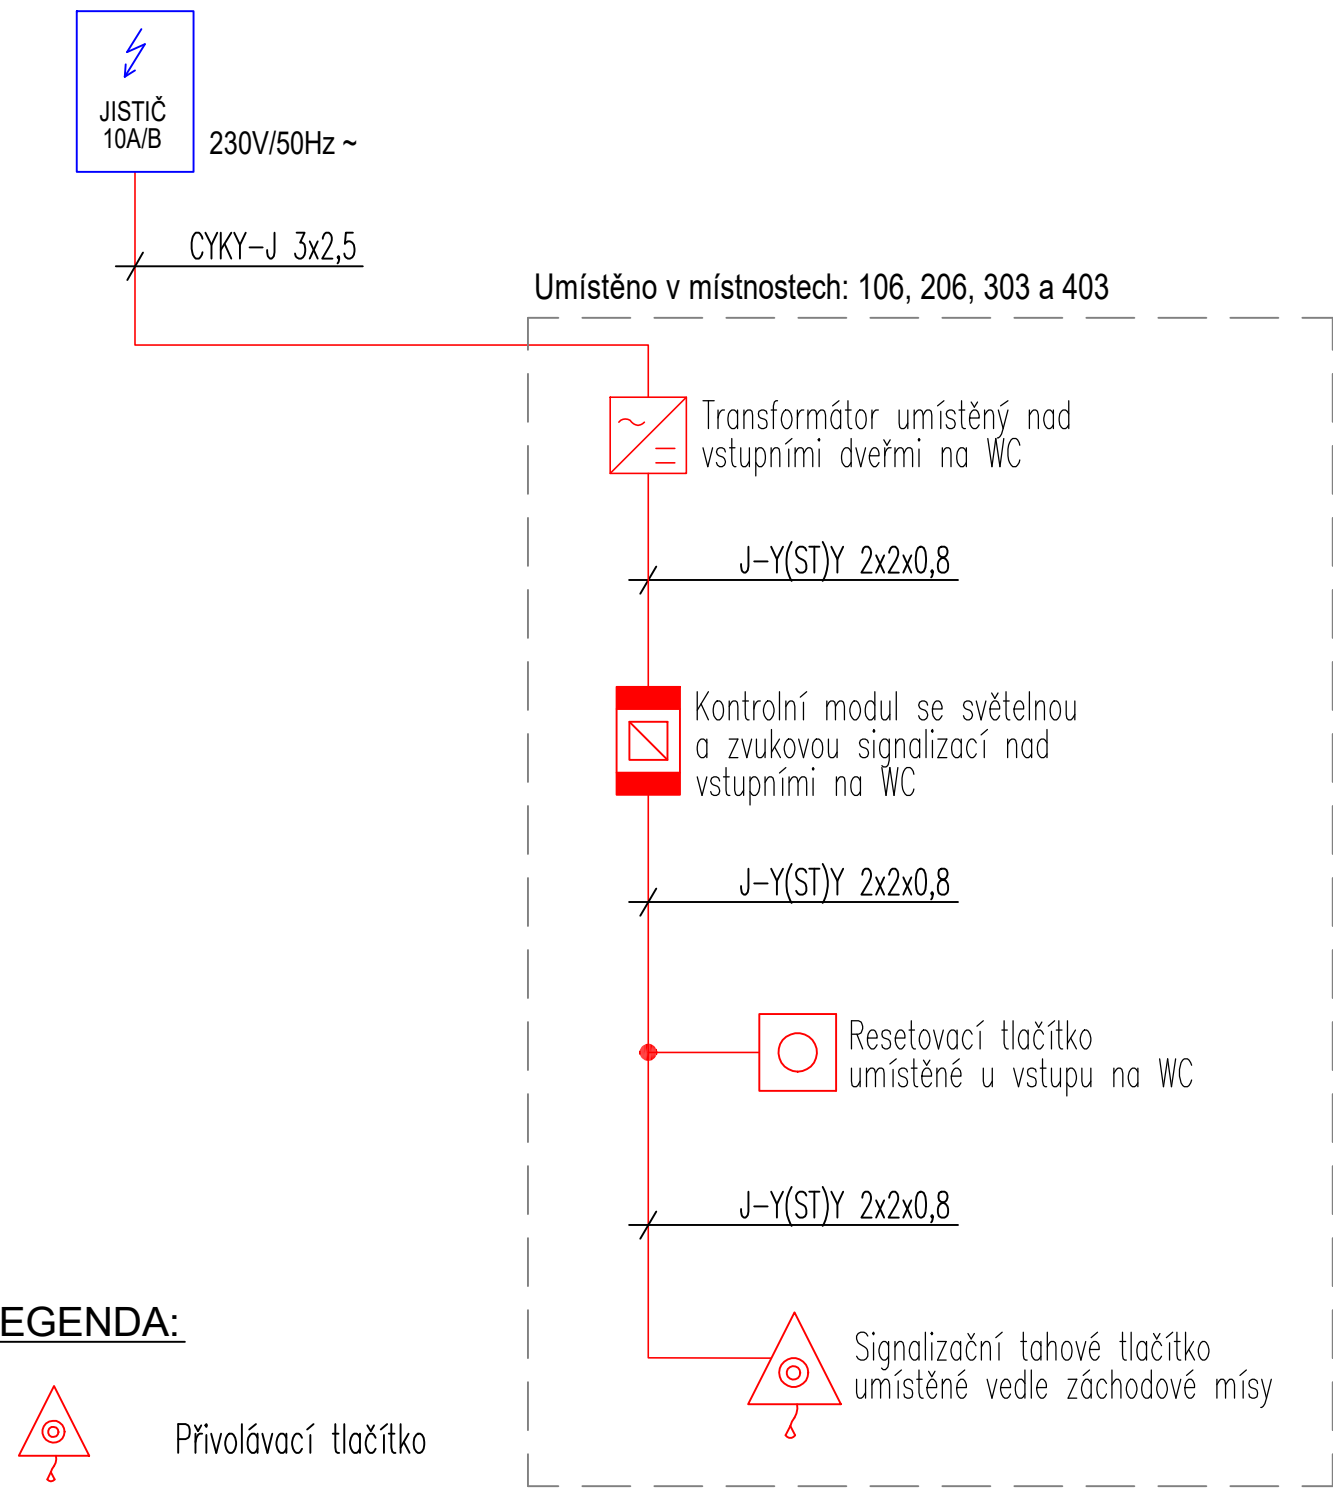 JISTIČ
10A/B
230V/50Hz ~
CYKY-J 3x2,5
Umístěno v místnostech: 106, 206, 303 a 403
Transformátor umístěný nad
vstupními dveřmi na WC
J-Y(ST)Y 2x2x0,8
Kontrolní modul se světelnou
a zvukovou signalizací nad
vstupními na WC
J-Y(ST)Y 2x2x0,8
Resetovací tlačítko
umístěné u vstupu na WC
J-Y(ST)Y 2x2x0,8
Signalizační tahové tlačítko
umístěné vedle záchodové mísy
EGENDA:
Přivolávací tlačítko